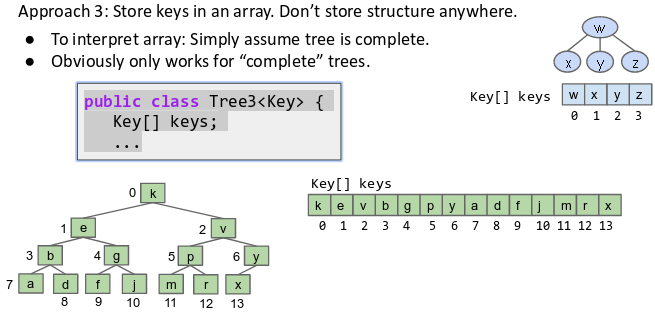 Approach 3: Store keys in an array. Don’t store structure anywhere.
● To interpret array: Simply assume tree is complete.
● Obviously only works for “complete” trees.
w
x y z
public class Tree3<Key> {
Key[] keys;
...
Key[] keys w x y z
0 1 2 3
Key[] keys
k e v b g p y a d f j m r x
0 1 2 3 4 5 6 7 8 9 10 11 12 13
0 k
1 e 2 v
3 b 4 g 5 p 6 y
7 a d f j m r x
8 9 10 11 12 13